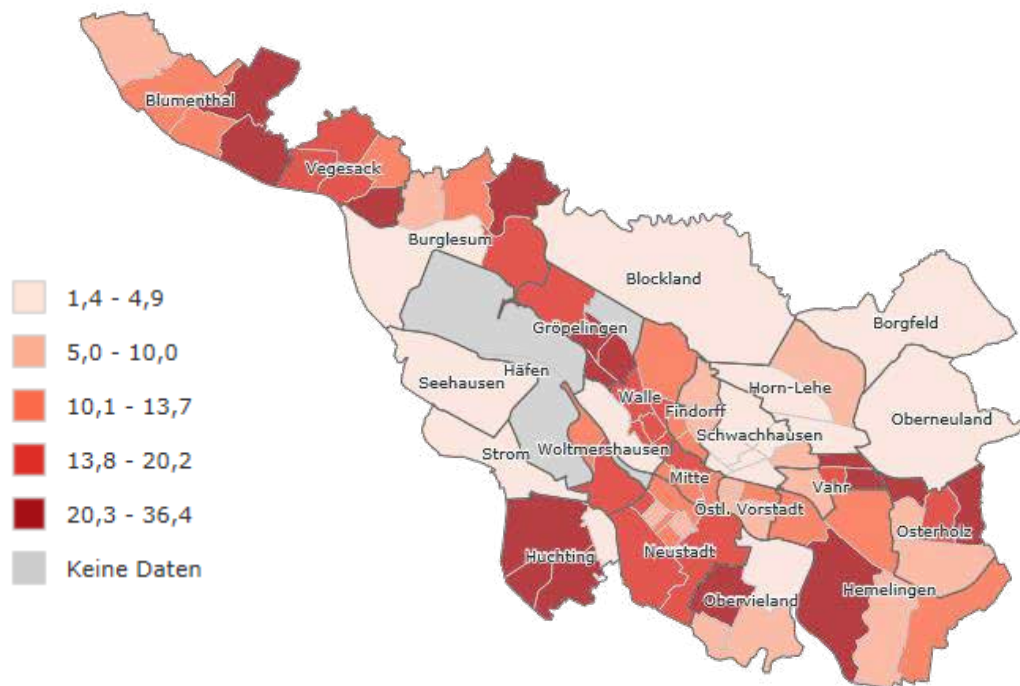 Blumenthal
Vegesack
Burglesum
Blockland
Borgfeld
Gröpelingen
Häfen
Seehausen
Walle
Findorff
Horn-Lehe
Oberneuland
Schwachhausen
Strom
Woltmershausen
Mitte
Vahr
Östl. Vorstadt
Osterholz
Huchting
Neustadt
Obervieland
Hemelingen
1,4 - 4,9
5,0 - 10,0
10,1 - 13,7
13,8 - 20,2
20,3 - 36,4
Keine Daten